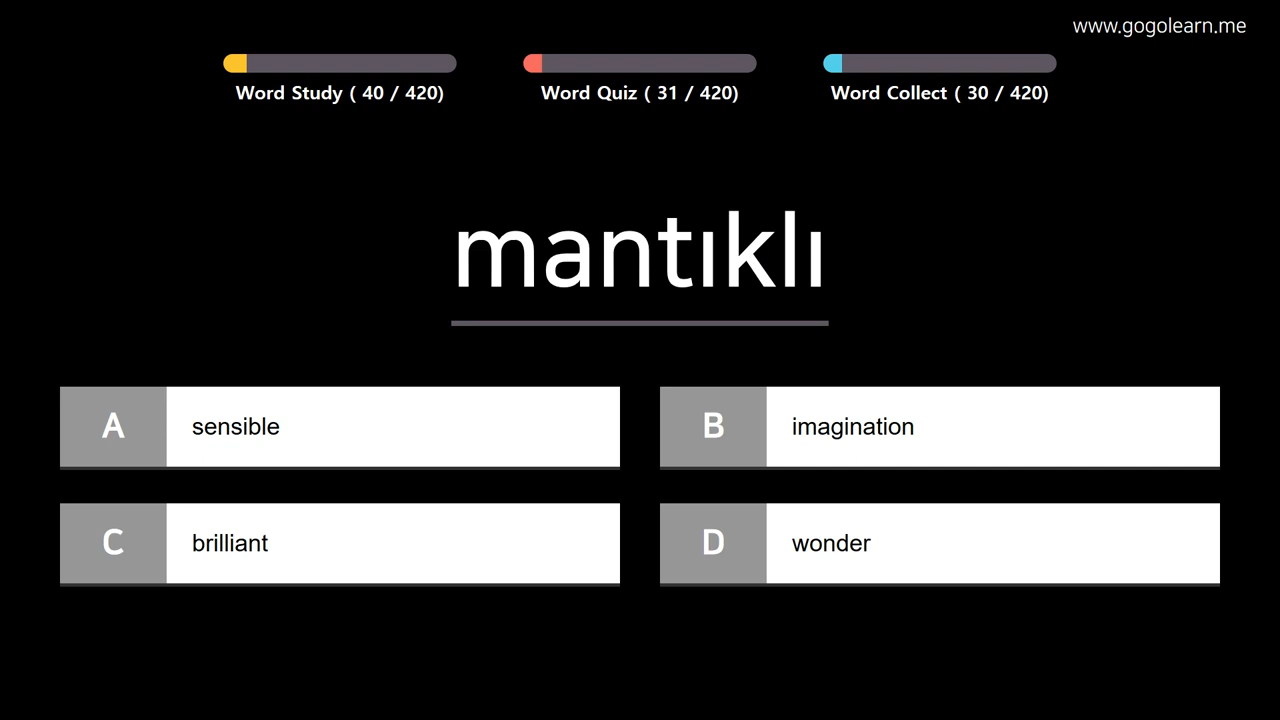 www.gogolearn.me
Word Study ( 40 / 420)
Word Quiz ( 31 / 420)
Word Collect ( 30 / 420)
mantıklı
A sensible
B imagination
C brilliant
D wonder